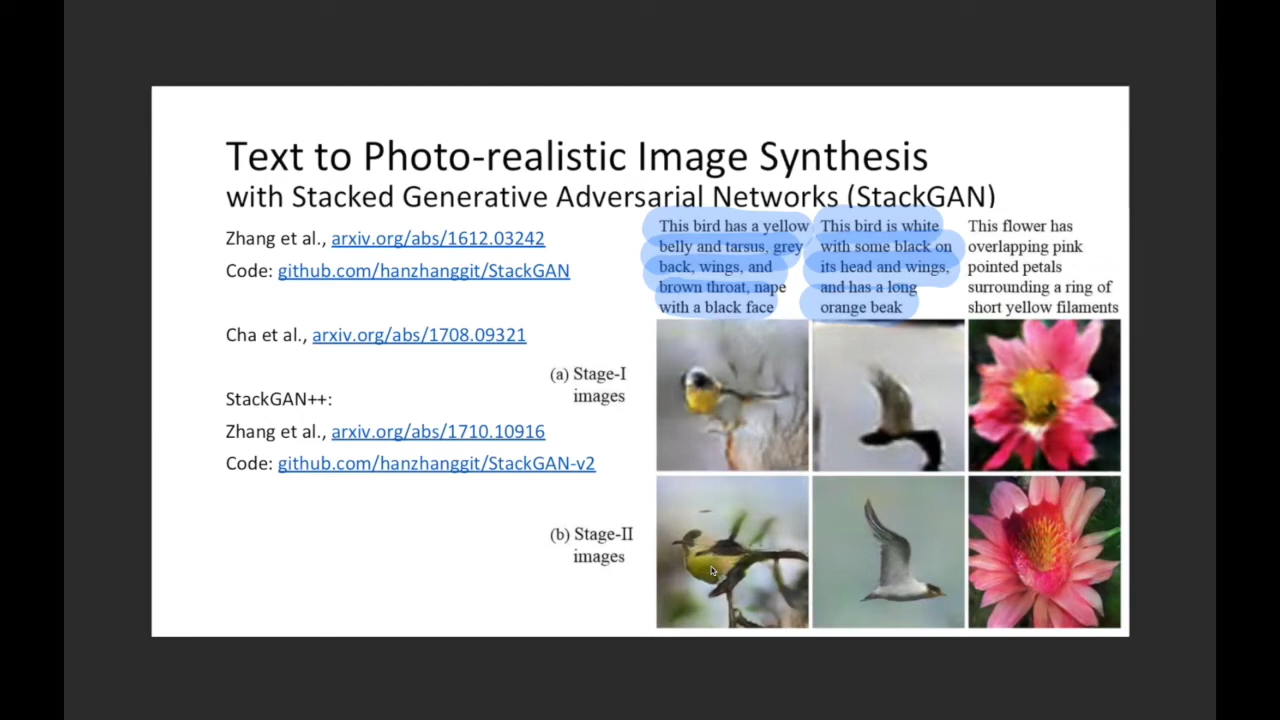 Text to Photo-realistic Image Synthesis
with Stacked Generative Adversarial Networks (StackGAN)
Zhang et al., arxiv.org/abs/1612.03242
Code: github.com/hanzhanggit/StackGAN
Cha et al., arxiv.org/abs/1708.09321
StackGAN++:
Zhang et al., arxiv.org/abs/1710.10916
Code: github.com/hanzhanggit/StackGAN-v2
This bird has a yellow
belly and tarsus, grey
back, wings, and
brown throat, nape
with a black face
This bird is white
with some black on
its head and wings,
and has a long
orange beak
This flower has
overlapping pink
pointed petals
surrounding a ring of
short yellow filaments
(a) Stage-I
images
(b) Stage-II
images